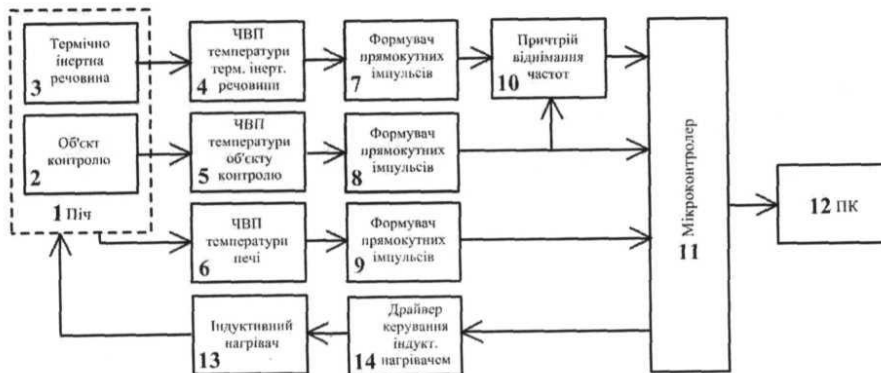 Термічно
інертна
речовина
3
ЧВП
температури
терм. інерт.
речовини
4
Формувач
прямокутних
імпульсів
7
Причтрій
віднімання
частот
10
Об'єкт
контролю
2
ЧВП
температури
об'єкту
контролю
5
Формувач
прямокутних
імпульсів
8
1 Піч
ЧВП
температури
печі
6
Формувач
прямокутних
імпульсів
9
Мікроконтролер
11
12 ПК
Індуктивний
нагрівач
13
Драйвер
керування
індукт.
нагрівачем
14